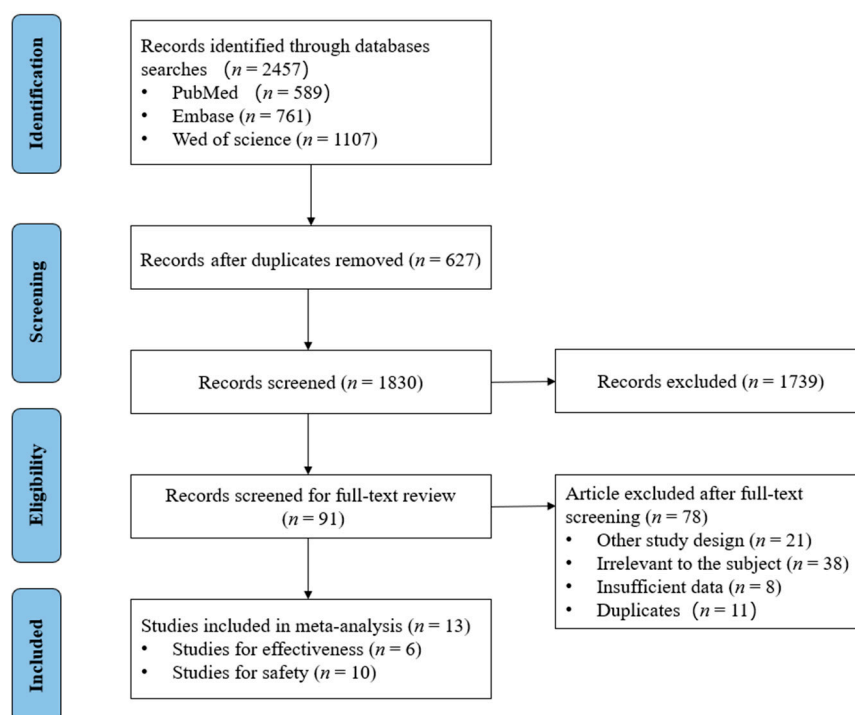 Identification
Records identified through databases
searches （n = 2457)
• PubMed （n = 589）
• Embase (n = 761)
• Wed of science (n = 1107)
Screening
Records after duplicates removed (n = 627)
Records screened (n = 1830)
Records excluded (n = 1739)
Eligibility
Records screened for full-text review
(n = 91)
Article excluded after full-text
screening (n = 78)
• Other study design (n = 21)
• Irrelevant to the subject (n = 38)
• Insufficient data (n = 8)
• Duplicates （n = 11)
Included
Studies included in meta-analysis (n = 13)
• Studies for effectiveness (n = 6)
• Studies for safety (n = 10)